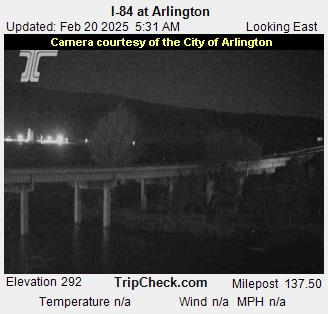 I-84 at Arlington
Updated: Feb 20 2025 5:31 AM Looking East
Camera courtesy of the City of Arlington
Elevation 292 TripCheck.com Milepost 137.50
Temperature n/a Wind n/a MPH n/a